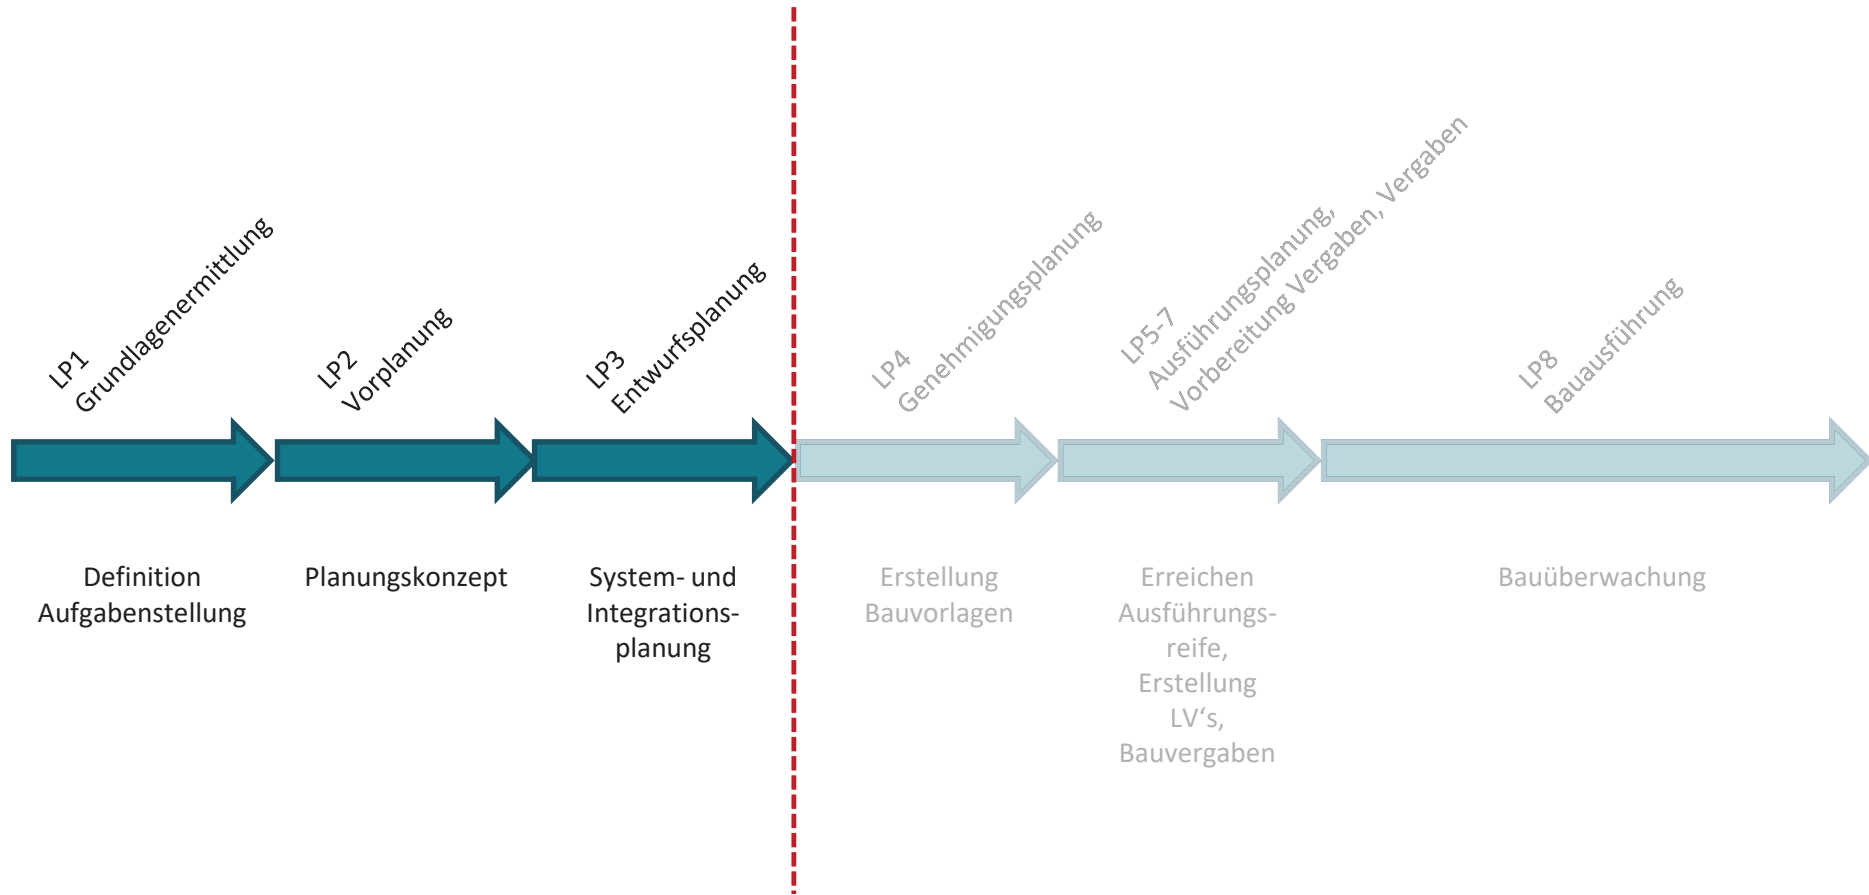 LP1
Grundlagenermittlung
LP2
Vorplanung
LP3
Entwurfsplanung
LP4
Genehmigungsplanung
LP5-7
Ausführungsplanung,
Vorbereitung Vergaben, Vergaben
LP8
Bauausführung
Definition
Aufgabenstellung
Planungskonzept
System- und
Integrations-
planung
Erstellung
Bauvorlagen
Erreichen
Ausführungs-
reife,
Erstellung
LV‘s,
Bauvergaben
Bauüberwachung